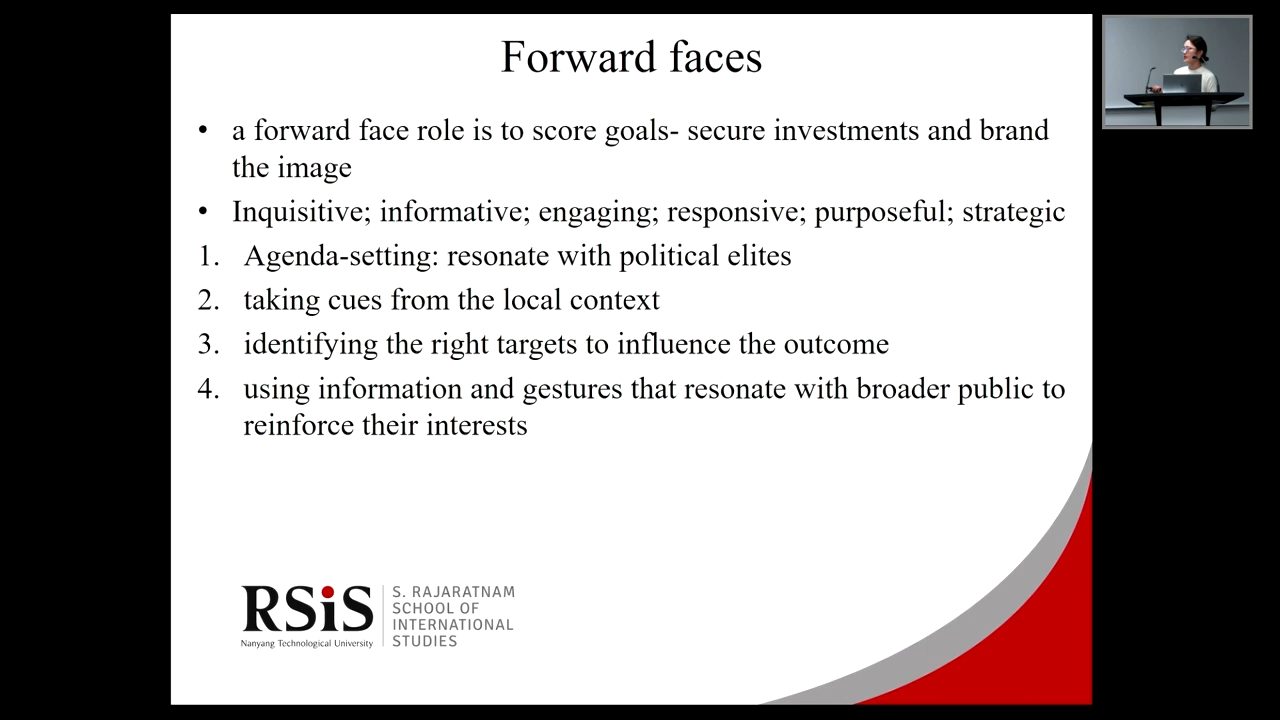 Forward faces
• a forward face role is to score goals- secure investments and brand
the image
• Inquisitive; informative; engaging; responsive; purposeful; strategic
1. Agenda-setting: resonate with political elites
2. taking cues from the local context
3. identifying the right targets to influence the outcome
4. using information and gestures that resonate with broader public to
reinforce their interests
RSiS
Nanyang Technological University
S. RAJARATNAM
SCHOOL OF
INTERNATIONAL
STUDIES